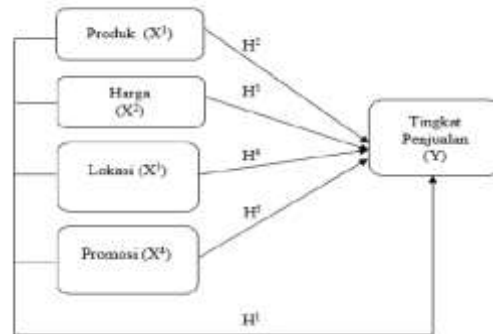 Produk (X¹)
H²
Harga
(X²)
H³
Tingkat
Penjualan
(Y)
Lokasi (X³)
H⁴
H⁵
Promosi (X⁴)
H¹